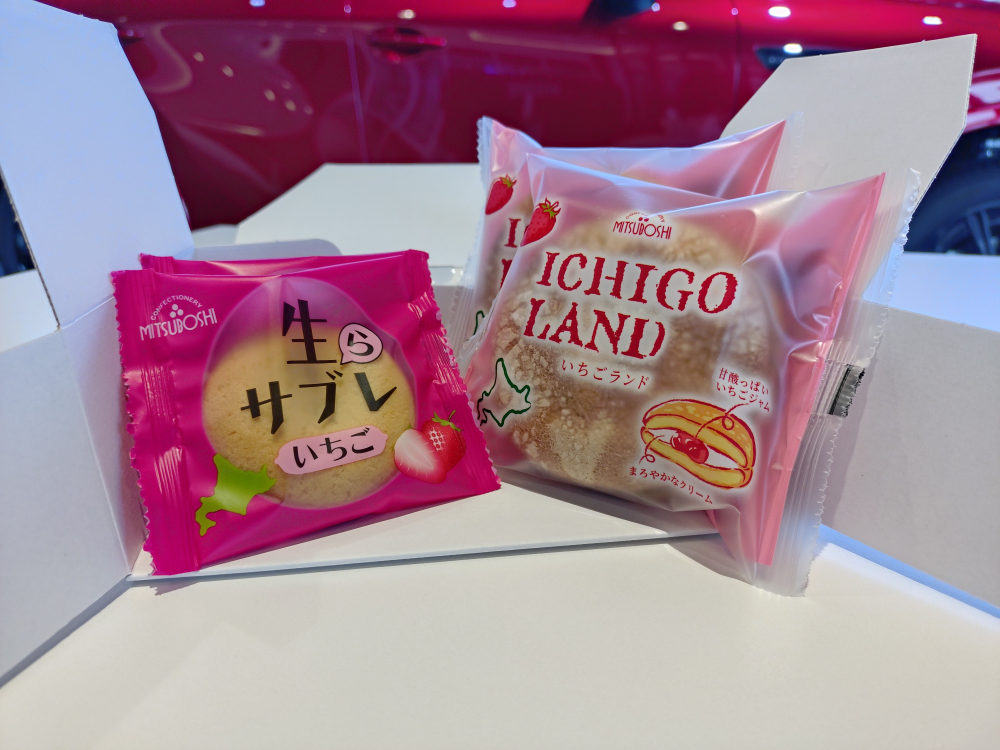 CONFECTIONERY
MITSUBOSHI
生ら
サブレ
いちご
CONFECTIONERY
MITSUBOSHI
ICHIGO
LAND
いちごランド
甘酸っぱい
いちごジャム
まろやかなクリーム